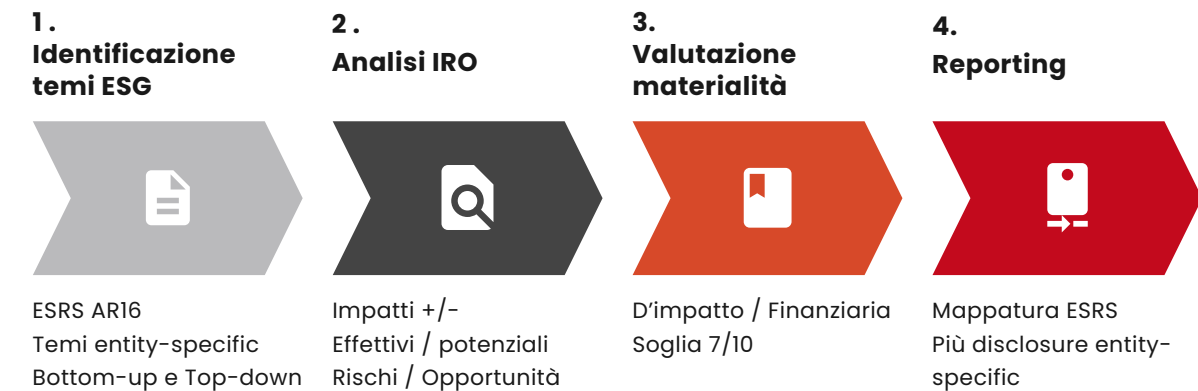 1.
Identificazione
temi ESG
ESRS AR16
Temi entity-specific
Bottom-up e Top-down
2.
Analisi IRO
Impatti +/-
Effettivi / potenziali
Rischi / Opportunità
3.
Valutazione
materialità
D'impatto / Finanziaria
Soglia 7/10
4.
Reporting
Mappatura ESRS
Più disclosure entity-
specific